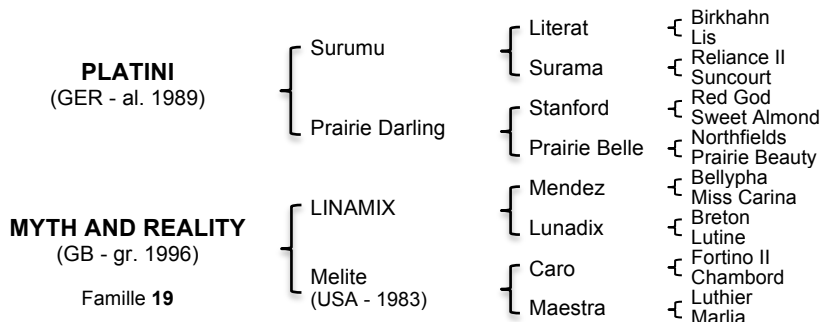 PLATINI
(GER - al. 1989)
Surumu
Prairie Darling
Literat
Surama
Stanford
Prairie Belle
Birkhahn
Lis
Reliance II
Suncourt
Red God
Sweet Almond
Northfields
Prairie Beauty
MYTH AND REALITY
(GB - gr. 1996)
Famille 19
LINAMIX
Melite
(USA - 1983)
Mendez
Lunadix
Caro
Maestra
Bellypha
Miss Carina
Breton
Lutine
Fortino II
Chambord
Luthier
Marlia